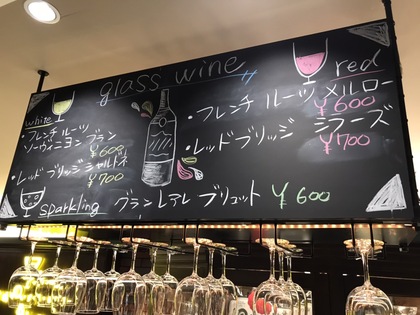 glass wine
white
・フレンチ ルーツ
ソーヴィニヨン ブラン
¥600
・レッドブリッジ シャルドネ
¥700
red
・フレンチ ルーツ メルロー
¥600
・レッドブリッジ シラーズ
¥700
sparkling
グラン レアレ ブリュット ¥600